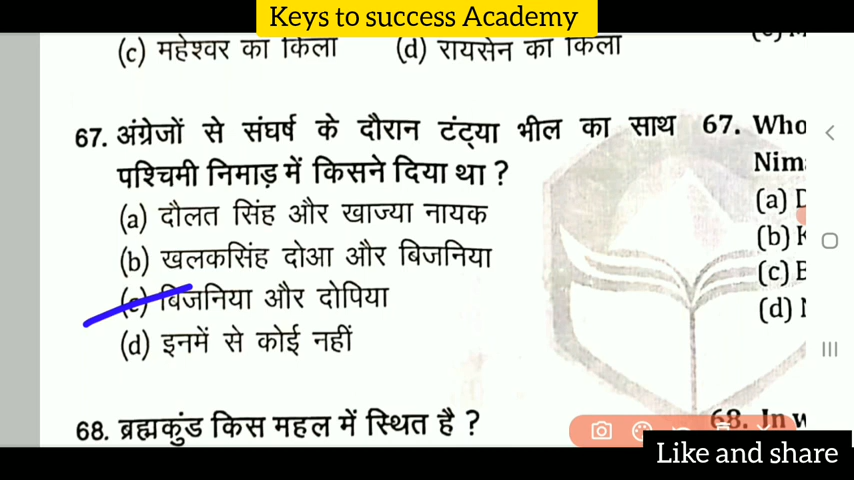 Keys to success Academy
(c) महेश्वर का किला (d) रायसेन का किला
67. अंग्रेजों से संघर्ष के दौरान टंट्या भील का साथ 67. Who
पश्चिमी निमाड़ में किसने दिया था ? Nim
(a) दौलत सिंह और खाज्या नायक (a) D
(b) खलकसिंह दोआ और बिजनिया (b) K
(c) बिजनिया और दोपिया (c) B
(d) इनमें से कोई नहीं (d) N
68. ब्रह्मकुंड किस महल में स्थित है ? 68. In w
Like and share